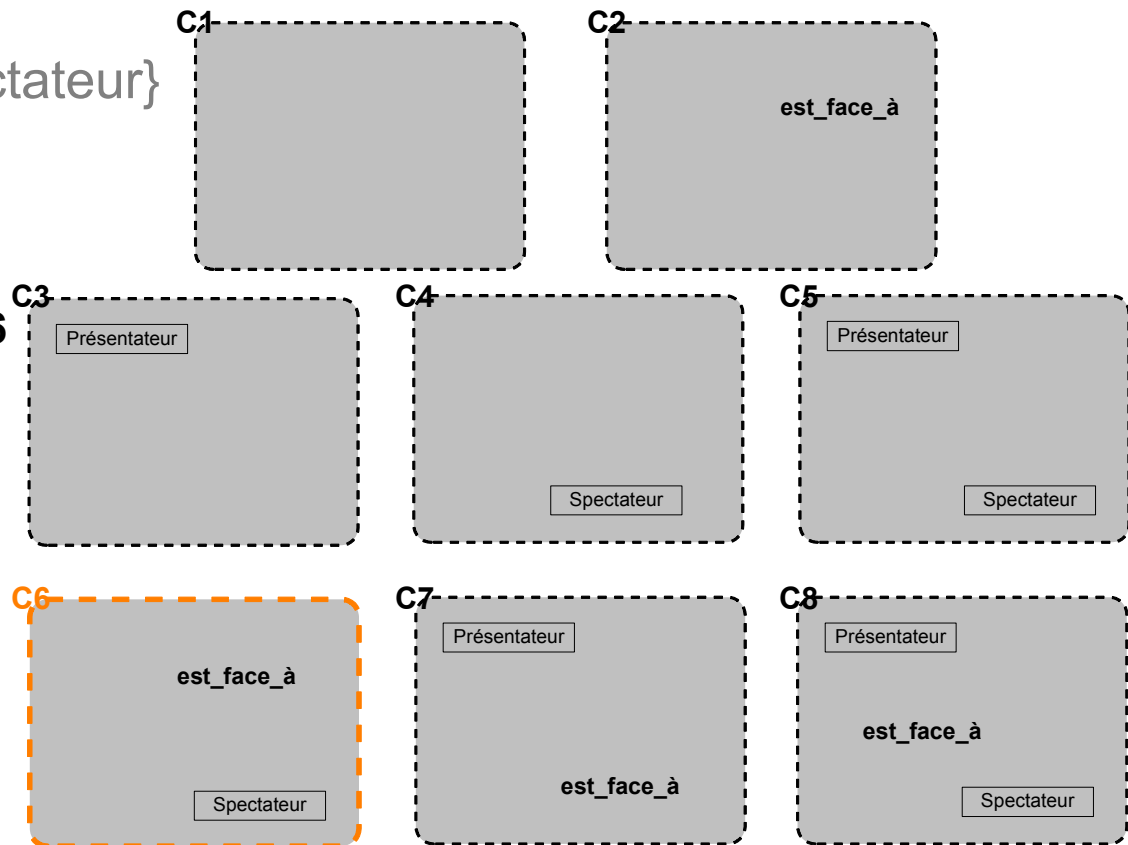 C1
C2
ctateur}
est_face_à
C3
C4
C5
Présentateur
Présentateur
Spectateur
Spectateur
C6
C7
C8
Présentateur
Présentateur
est_face_à
est_face_à
est_face_à
Spectateur
Spectateur